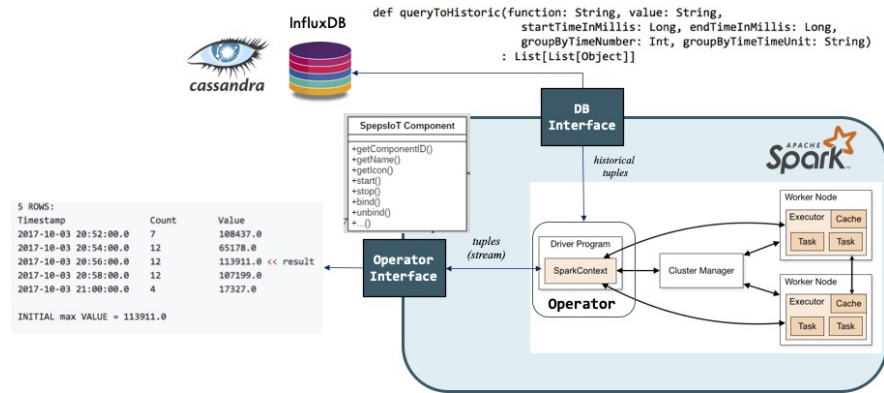 InfluxDB
cassandra
def queryToHistoric(function: String, value: String,
startTimeInMillis: Long, endTimeInMillis: Long,
groupByTimeNumber: Int, groupByTimeTimeUnit: String)
: List[List[Object]]
DB
Interface
SpepsIoT Component
+getComponentID()
+getName()
+getIcon()
+start()
+stop()
+bind()
+unbind()
+...()
historical
tuples
APACHE
Spark
5 ROWS:
Timestamp Count Value
2017-10-03 20:52:00.0 7 108437.0
2017-10-03 20:54:00.0 12 65178.0
2017-10-03 20:56:00.0 12 113911.0 << result
2017-10-03 20:58:00.0 12 107199.0
2017-10-03 21:00:00.0 4 17327.0
INITIAL max VALUE = 113911.0
Operator
Interface
tuples
(stream)
Driver Program
SparkContext
Operator
Cluster Manager
Worker Node
Executor
Cache
Task
Task
Worker Node
Executor
Cache
Task
Task